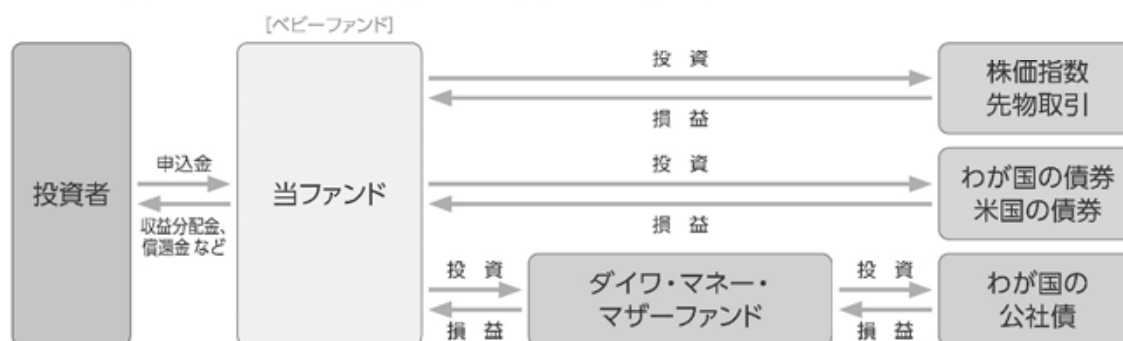 [ベビーファンド]
投資者
申込金
収益分配金、
償還金 など
当ファンド
投 資
損 益
株価指数
先物取引
投 資
損 益
わが国の債券
米国の債券
投 資
損 益
ダイワ・マネー・
マザーファンド
投 資
損 益
わが国の
公社債